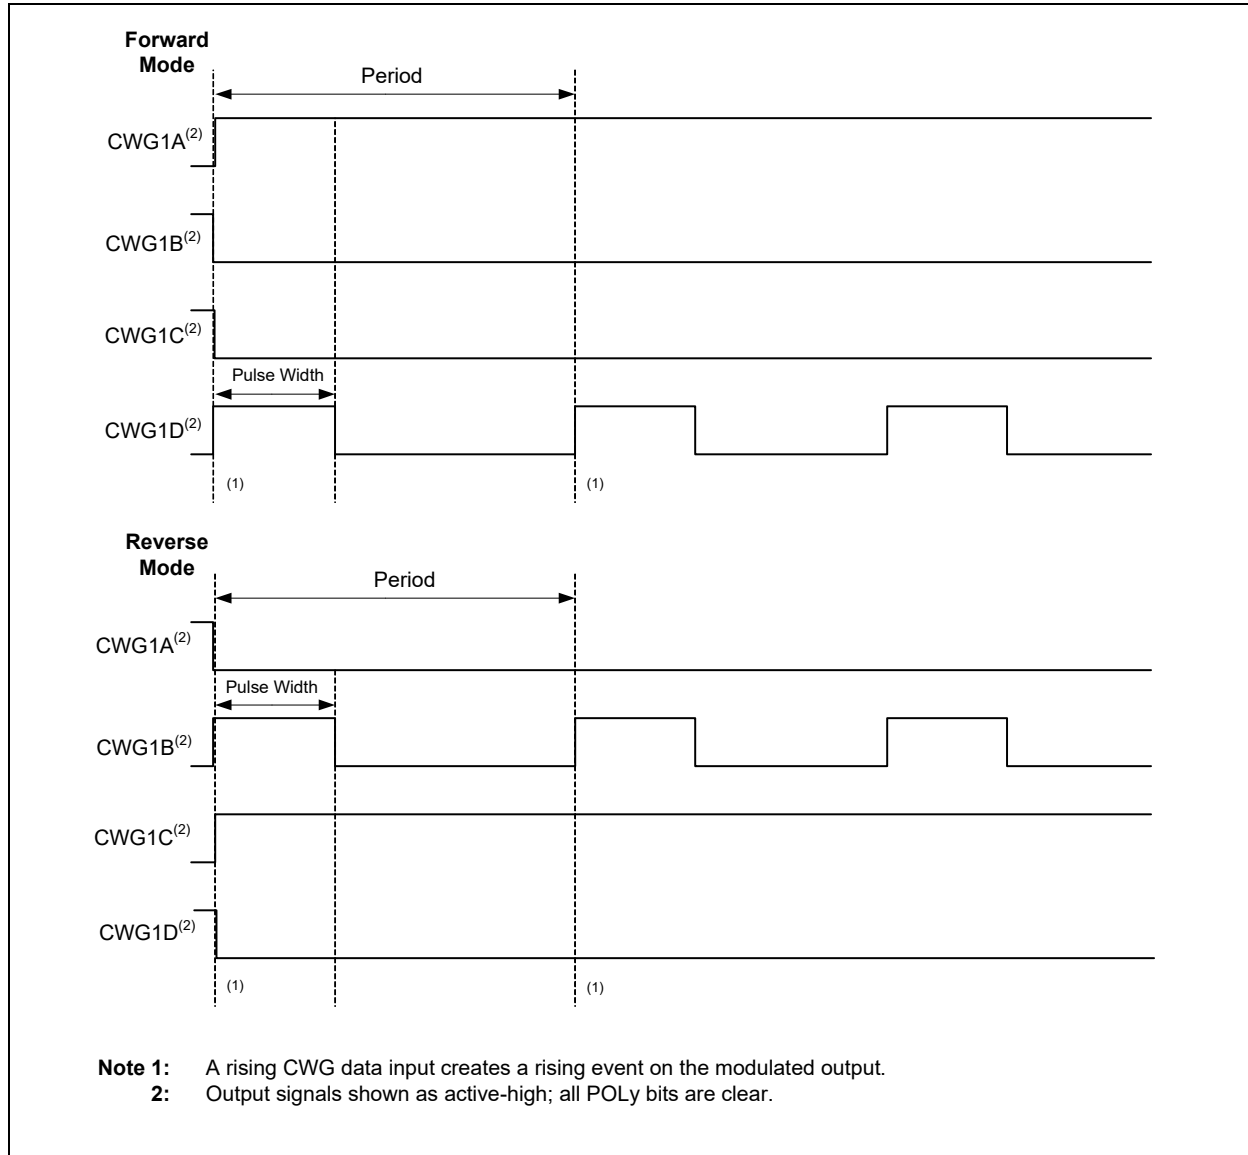 Forward
Mode
Period
CWG1A(2)
CWG1B(2)
CWG1C(2)
Pulse Width
CWG1D(2)
(1) (1)
Reverse
Mode
Period
CWG1A(2)
Pulse Width
CWG1B(2)
CWG1C(2)
CWG1D(2)
(1) (1)
Note 1: A rising CWG data input creates a rising event on the modulated output.
2: Output signals shown as active-high; all POLy bits are clear.